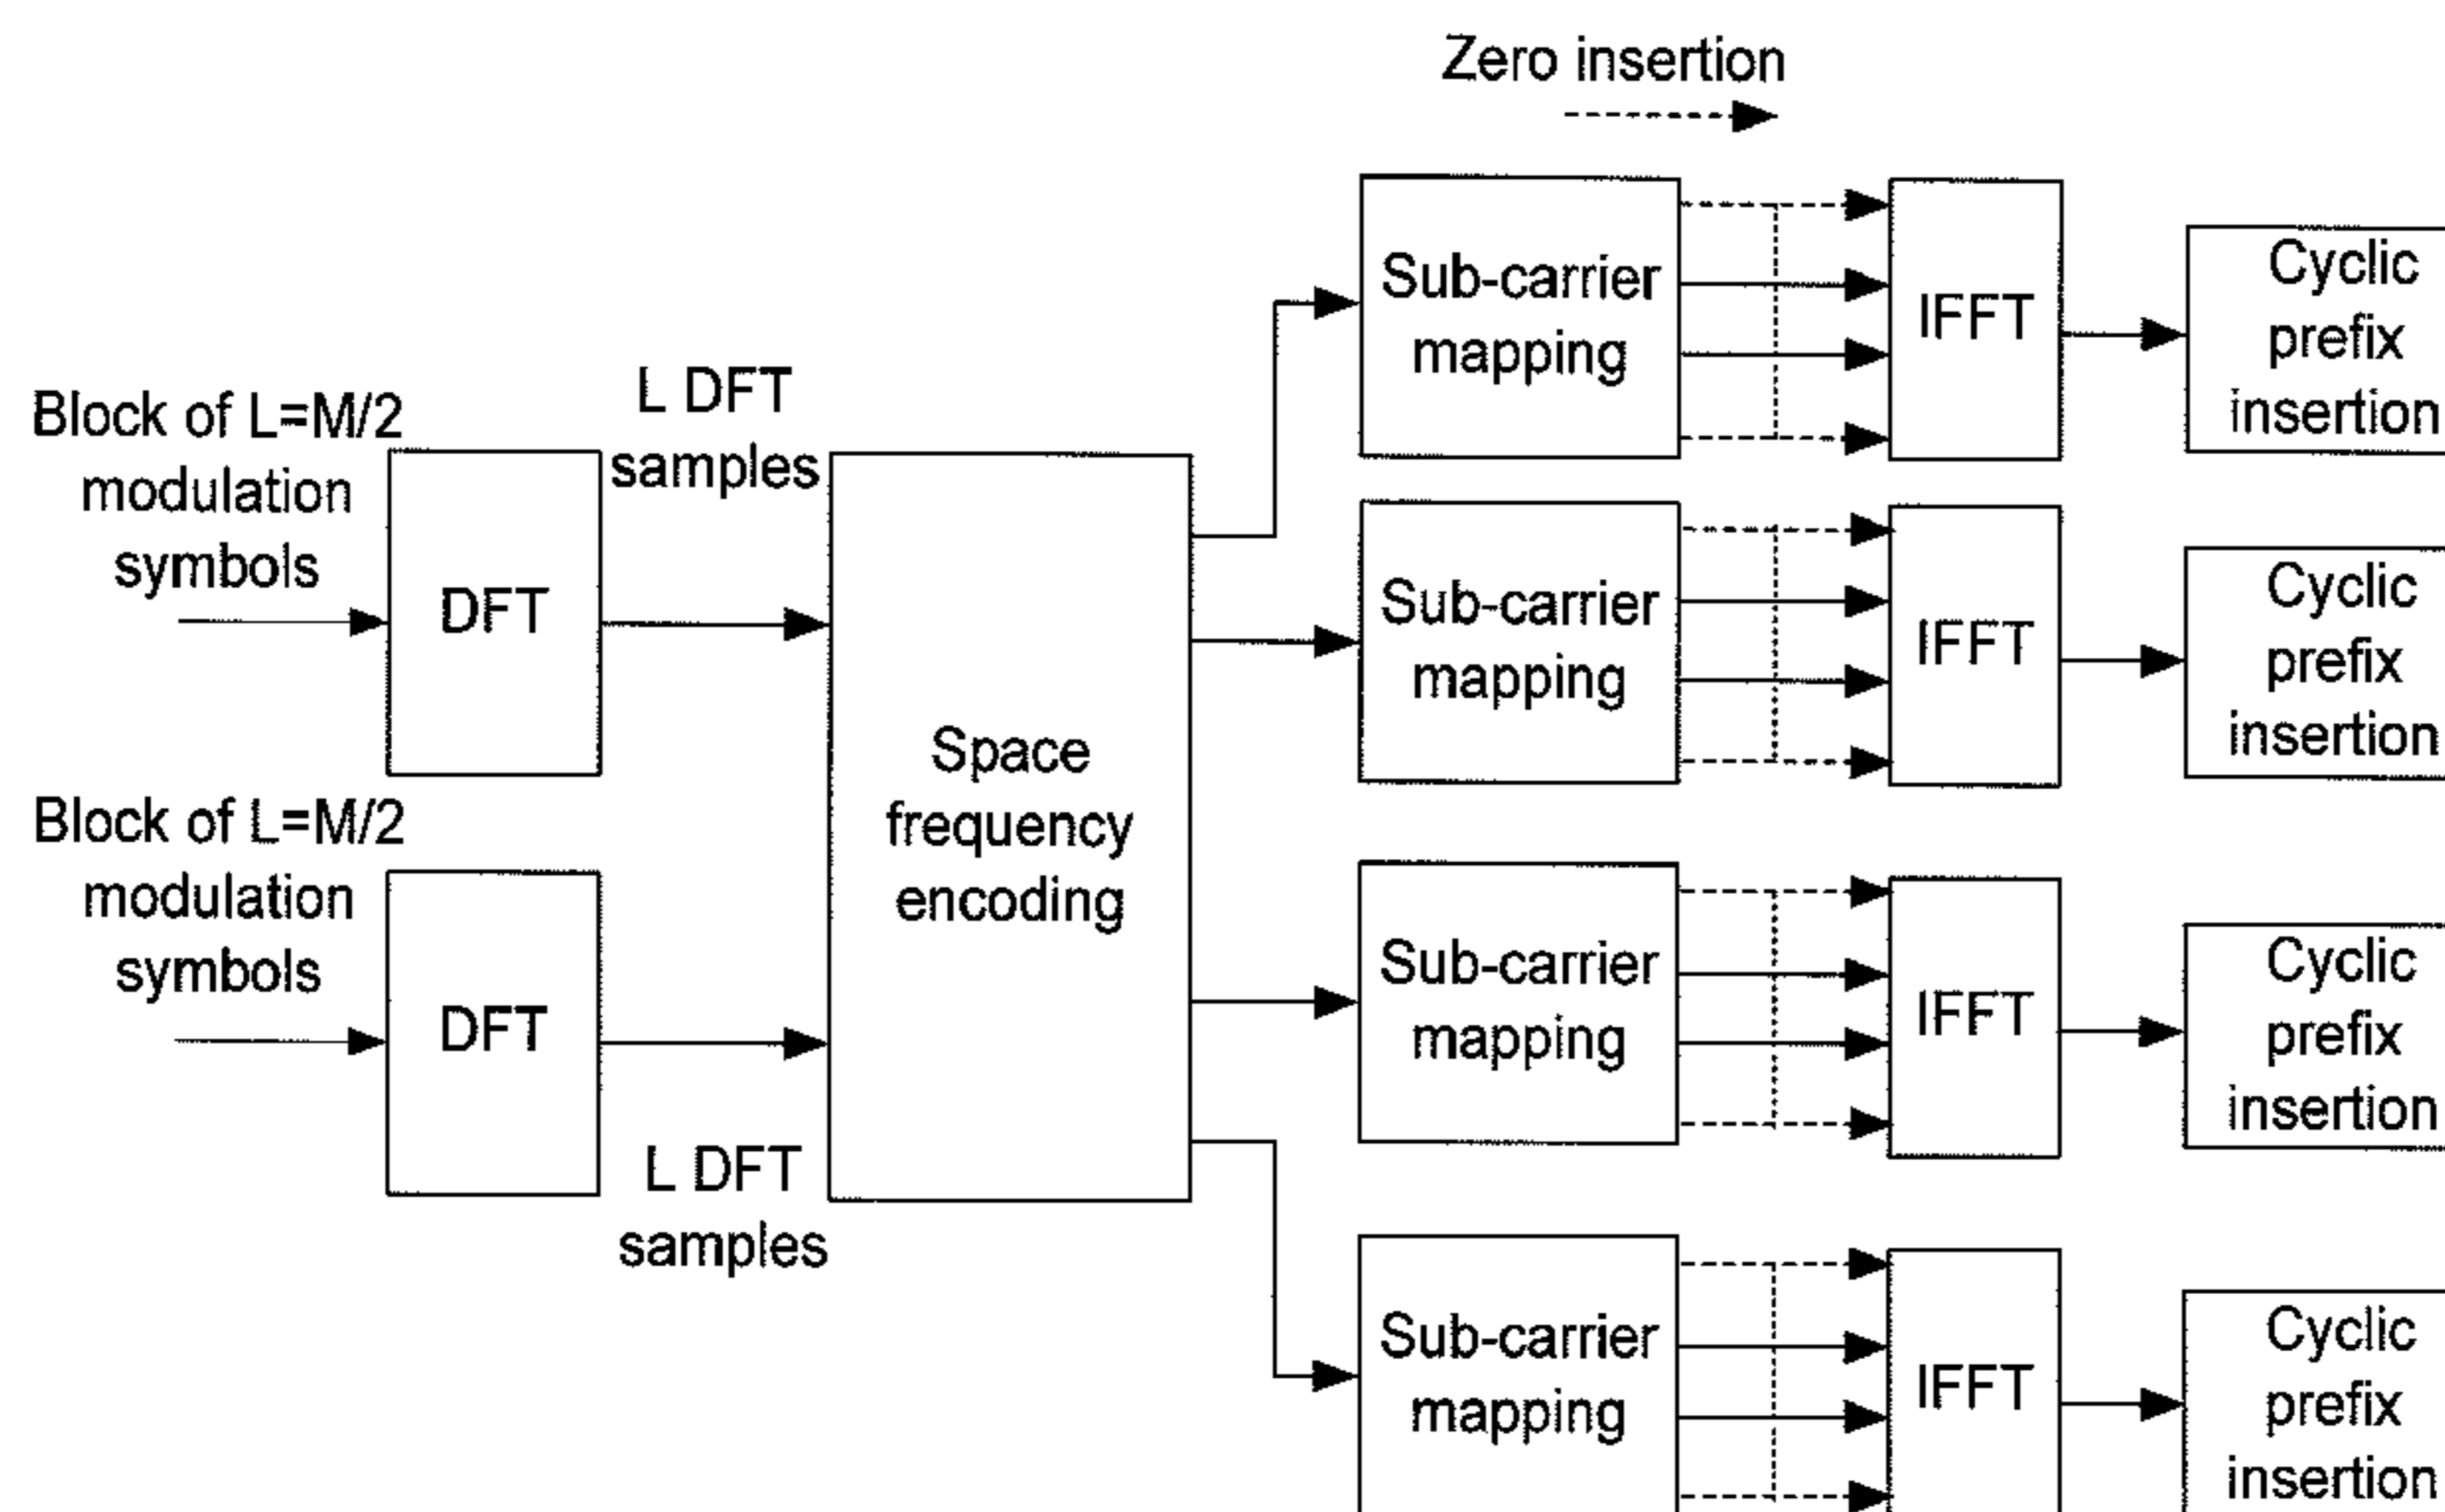 Zero insertion
Block of L=M/2
modulation
symbols
DFT
L DFT
samples
Block of L=M/2
modulation
symbols
DFT
L DFT
samples
Space
frequency
encoding
Sub-carrier
mapping
IFFT
Cyclic
prefix
insertion
Sub-carrier
mapping
IFFT
Cyclic
prefix
insertion
Sub-carrier
mapping
IFFT
Cyclic
prefix
insertion
Sub-carrier
mapping
IFFT
Cyclic
prefix
insertion